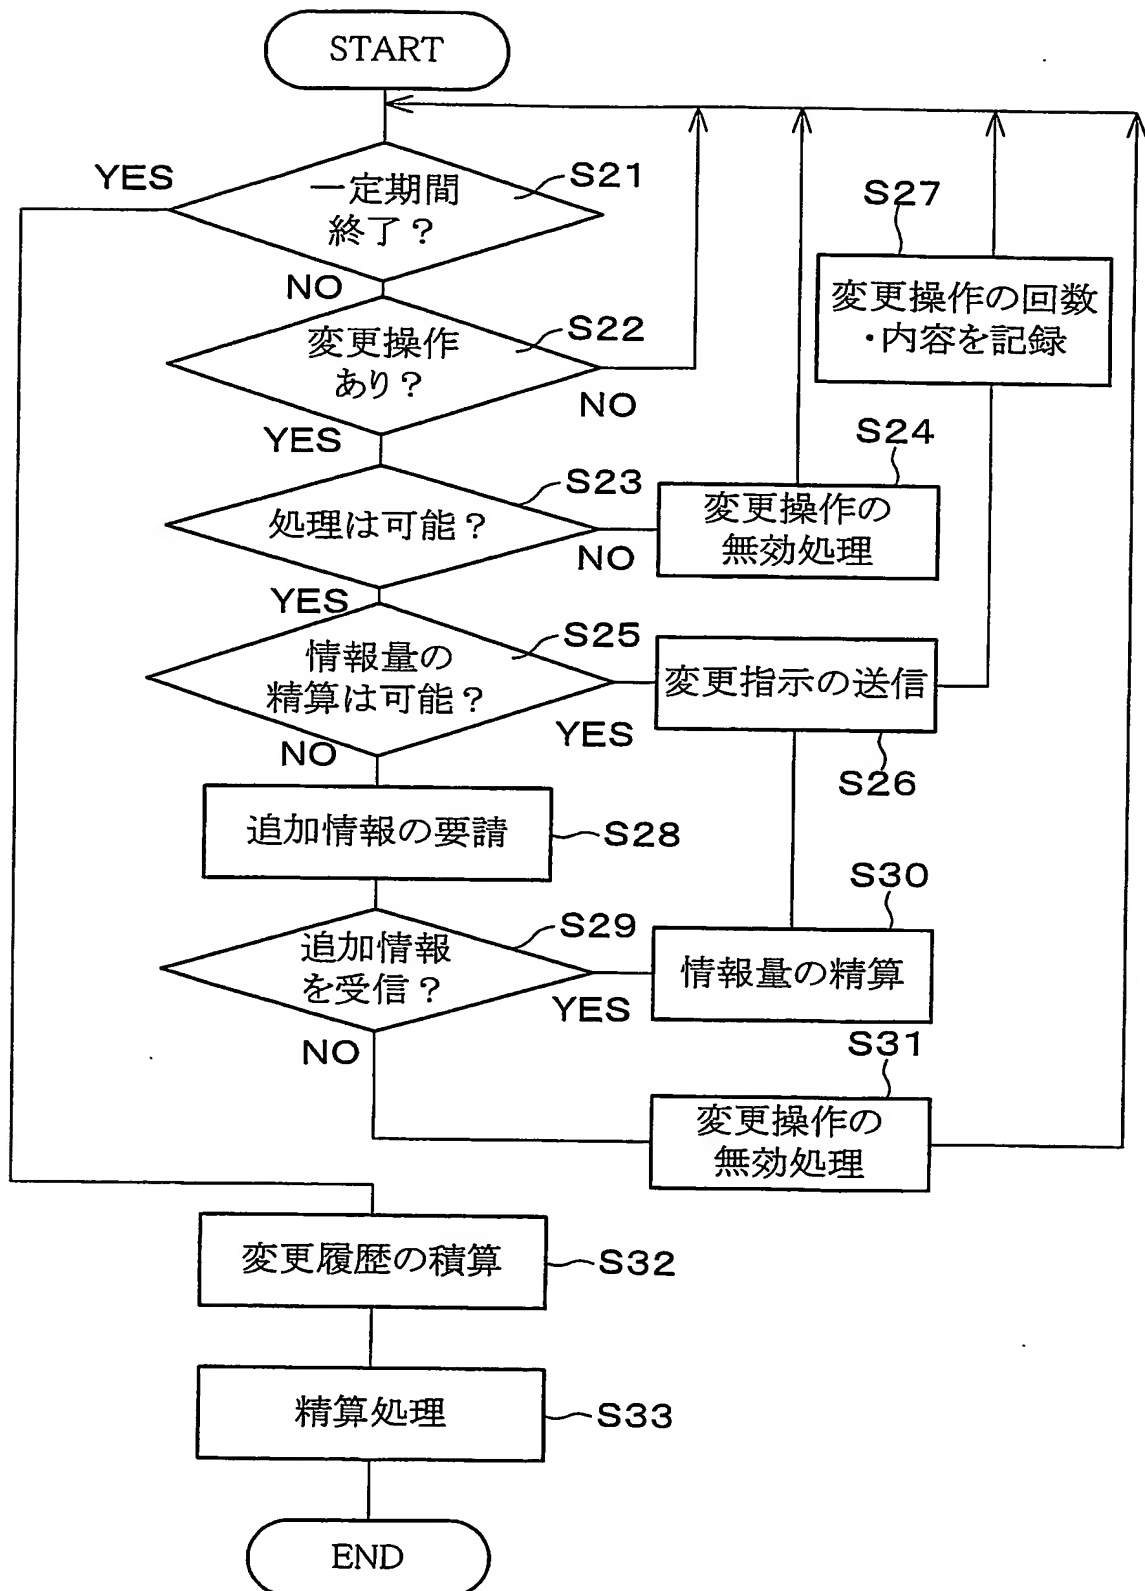 START
YES
一定期間
終了？
S21
NO
S27
変更操作の回数
・内容を記録
変更操作
あり？
S22
NO
YES
S24
処理は可能？
S23
NO
変更操作の
無効処理
YES
情報量の
精算は可能？
S25
YES
変更指示の送信
S26
NO
追加情報の要請
S28
S30
追加情報
を受信？
S29
YES
情報量の精算
NO
S31
変更操作の
無効処理
変更履歴の積算
S32
精算処理
S33
END